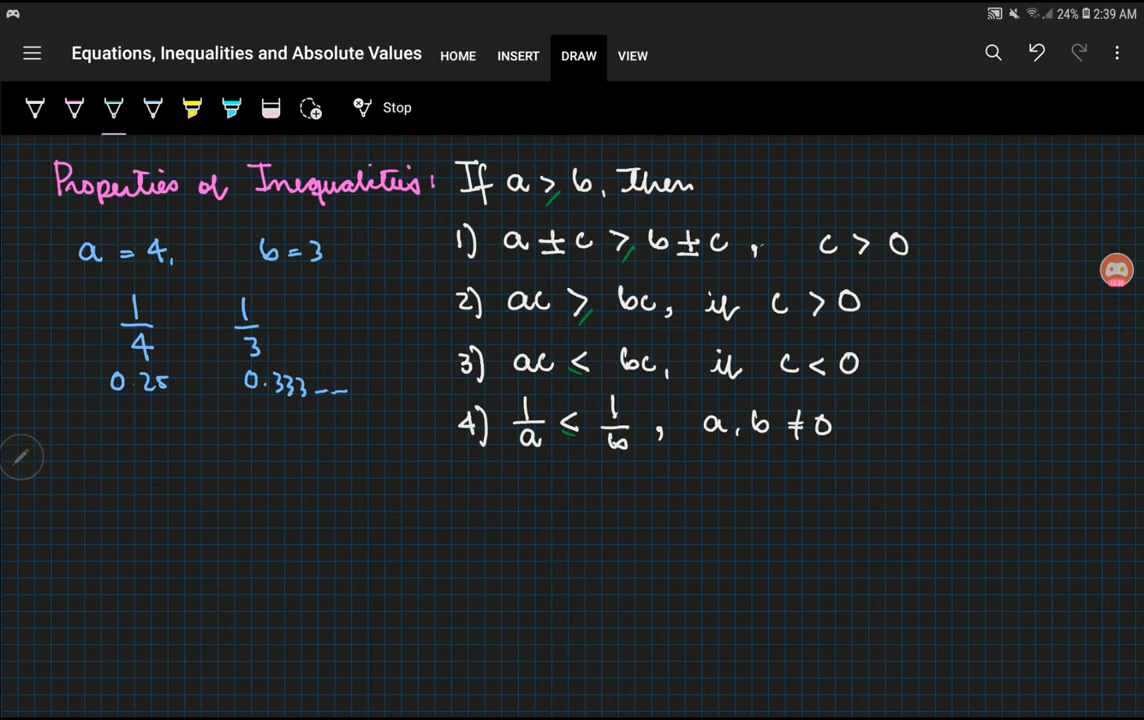 24% 2:39 AM
Equations, Inequalities and Absolute Values HOME INSERT DRAW VIEW
Stop
Properties of Inequalities: If a ≥ b, Then
a = 4, b = 3
1) a ± c ≥ b ± c, c > 0
1/4 1/3
0.25 0.333 --
2) ac ≥ bc, if c > 0
3) ac ≤ bc, if c < 0
4) 1/a ≤ 1/b, a, b ≠ 0